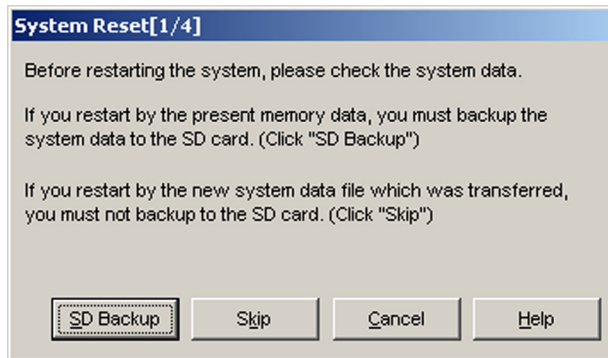 System Reset[1/4]
Before restarting the system, please check the system data.
If you restart by the present memory data, you must backup the
system data to the SD card. (Click "SD Backup")
If you restart by the new system data file which was transferred,
you must not backup to the SD card. (Click "Skip")
SD Backup Skip Cancel Help